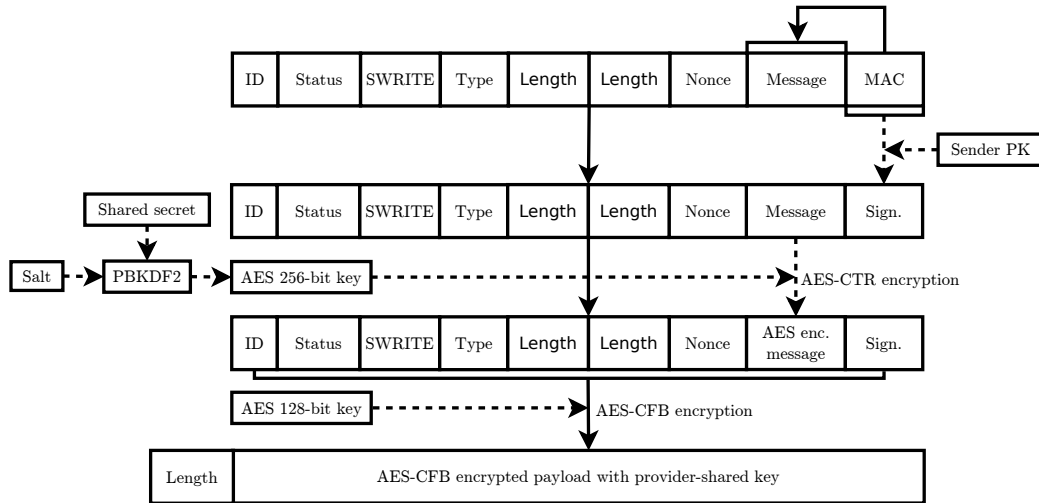 ID Status SWRITE Type Length Length Nonce Message MAC
Sender PK
Shared secret
ID Status SWRITE Type Length Length Nonce Message Sign.
Salt PBKDF2 AES 256-bit key AES-CTR encryption
ID Status SWRITE Type Length Length Nonce AES enc. message Sign.
AES 128-bit key AES-CFB encryption
Length AES-CFB encrypted payload with provider-shared key